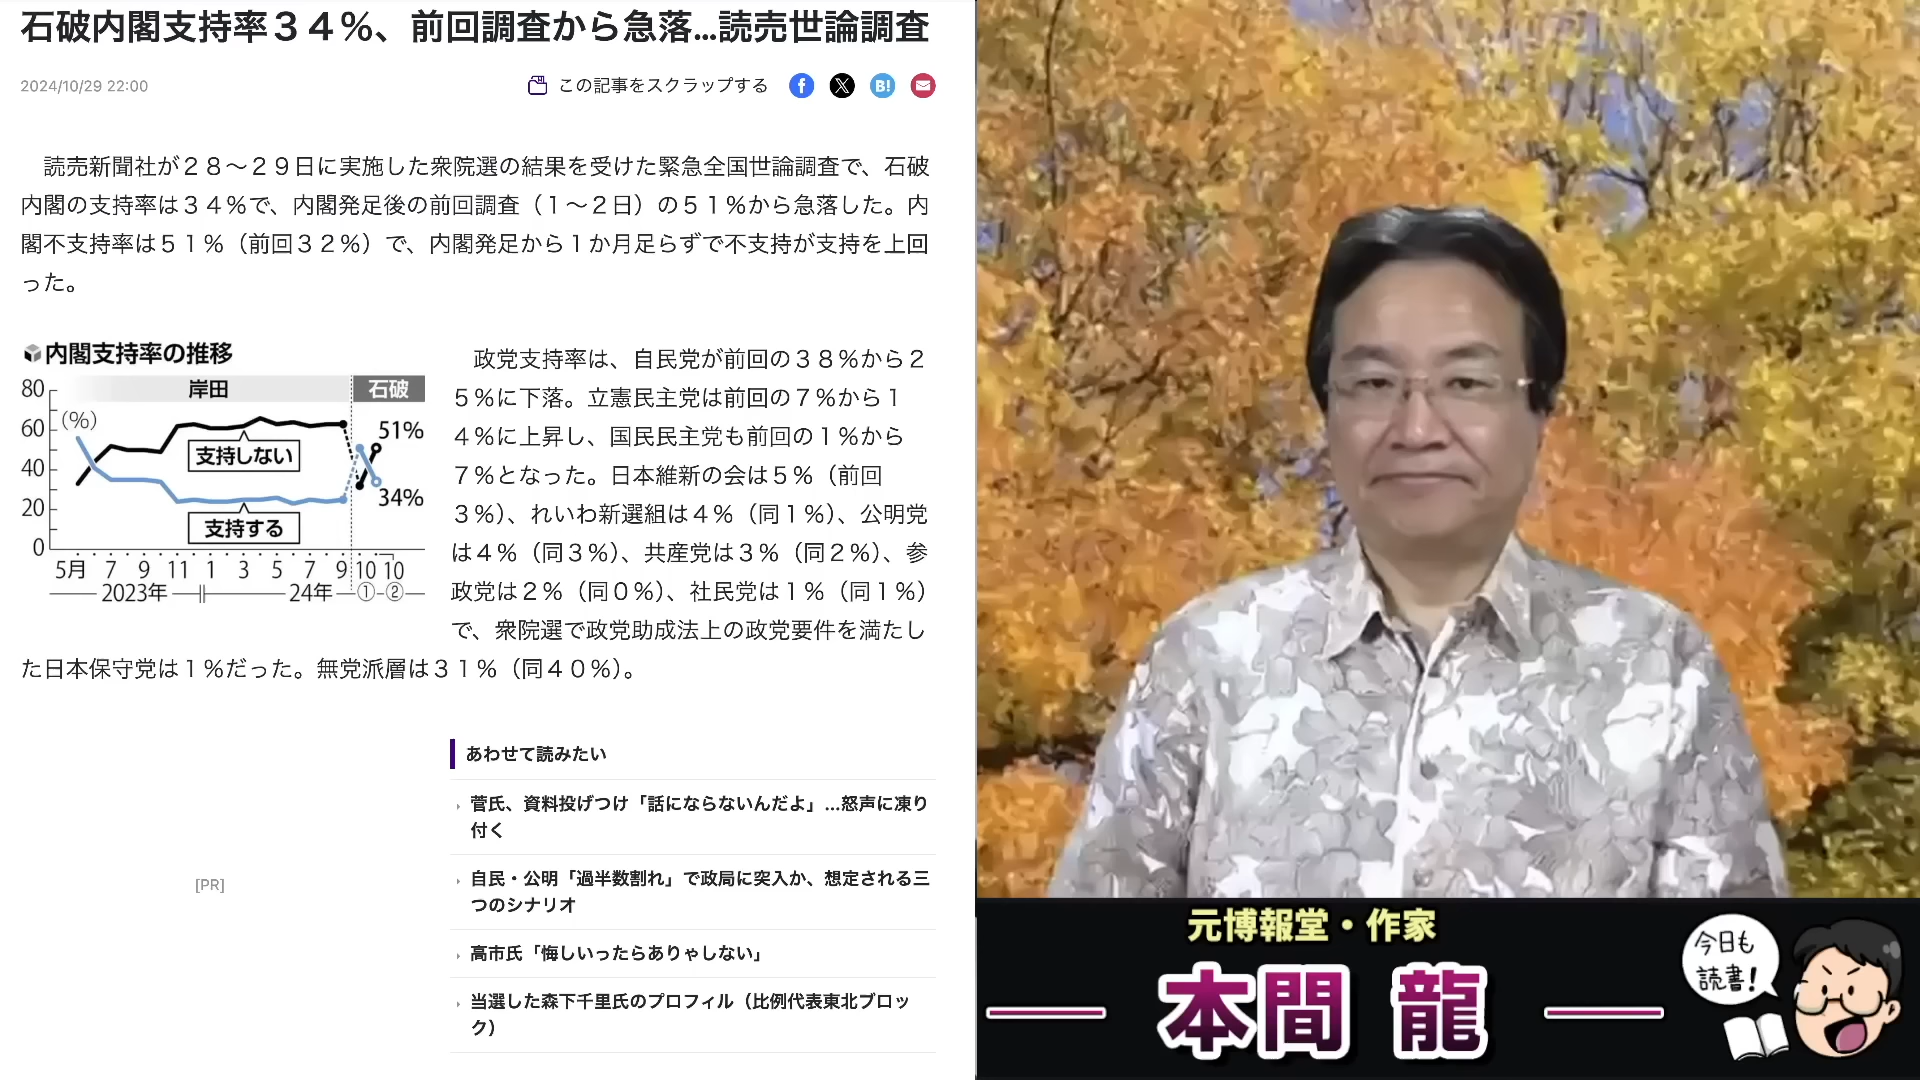 石破内閣支持率３４％、前回調査から急落…読売世論調査
2024/10/29 22:00
この記事をスクラップする
f
X
B!
読売新聞社が２８～２９日に実施した衆院選の結果を受けた緊急全国世論調査で、石破
内閣の支持率は３４％で、内閣発足後の前回調査（１～２日）の５１％から急落した。内
閣不支持率は５１％（前回３２％）で、内閣発足から１か月足らずで不支持が支持を上回
った。
内閣支持率の推移
岸田
石破
80
60
40
20
0
(%)
支持しない
支持する
51%
34%
5月 7 9 11 1 3 5 7 9 10 10
2023年 24年 ① ②
政党支持率は、自民党が前回の３８％から２
５％に下落。立憲民主党は前回の７％から１
４％に上昇し、国民民主党も前回の１％から
７％となった。日本維新の会は５％（前回
３％）、れいわ新選組は４％（同１％）、公明党
は４％（同３％）、共産党は３％（同２％）、参
政党は２％（同０％）、社民党は１％（同１％）
で、衆院選で政党助成法上の政党要件を満たし
た日本保守党は１％だった。無党派層は３１％（同４０％）。
あわせて読みたい
菅氏、資料投げつけ「話にならないんだよ」…怒声に凍り
付く
自民・公明「過半数割れ」で政局に突入か、想定される三
つのシナリオ
高市氏「悔しいったらありゃしない」
当選した森下千里氏のプロフィル（比例代表東北ブロッ
ク）
[PR]
元博報堂・作家
本間 龍
今日も
読書！